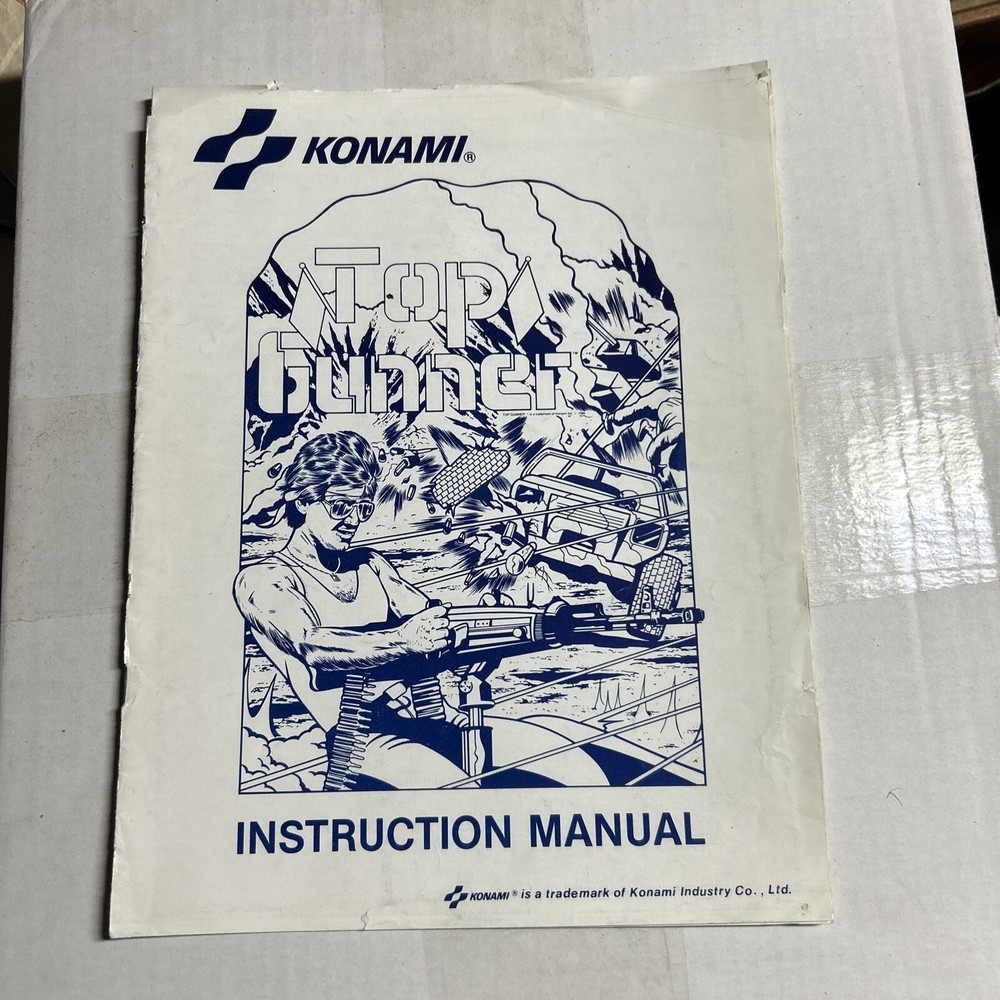 KONAMI®
Top
Gunner
INSTRUCTION MANUAL
KONAMI® is a trademark of Konami Industry Co., Ltd.